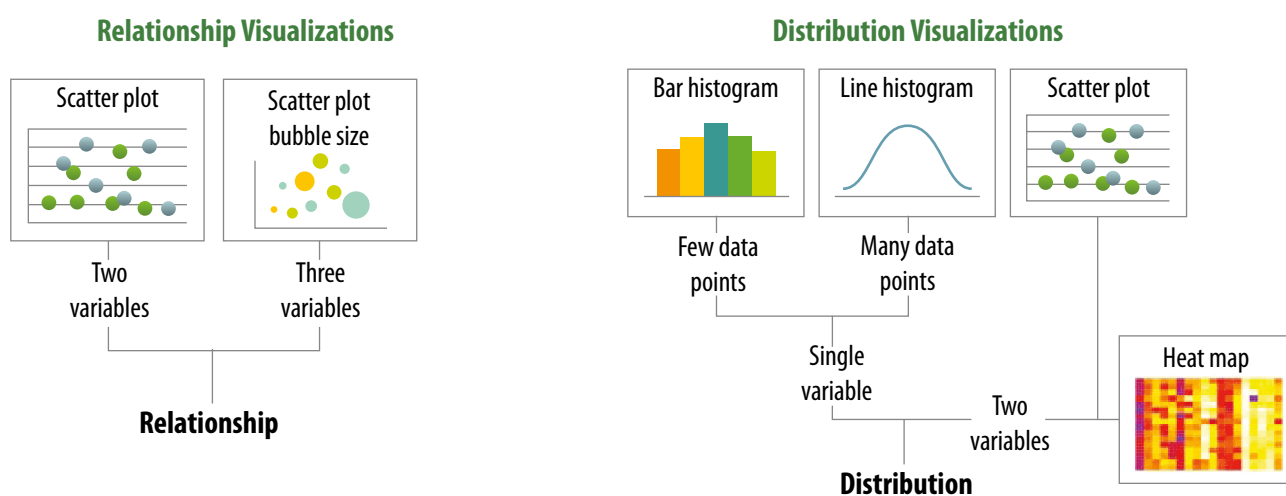 Relationship Visualizations
Scatter plot
Scatter plot
bubble size
Two
variables
Three
variables
Relationship
Distribution Visualizations
Bar histogram
Line histogram
Scatter plot
Few data
points
Many data
points
Single
variable
Two
variables
Heat map
Distribution